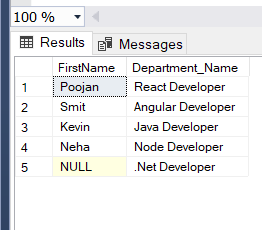 100 %
Results Messages
FirstName Department_Name
1 Poojan React Developer
2 Smit Angular Developer
3 Kevin Java Developer
4 Neha Node Developer
5 NULL .Net Developer